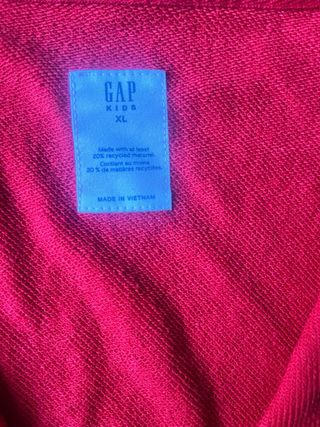 GAP
KIDS
XL
Made with at least
20% recycled material.
Contient au moins
20 % de matières recyclées.
MADE IN VIETNAM